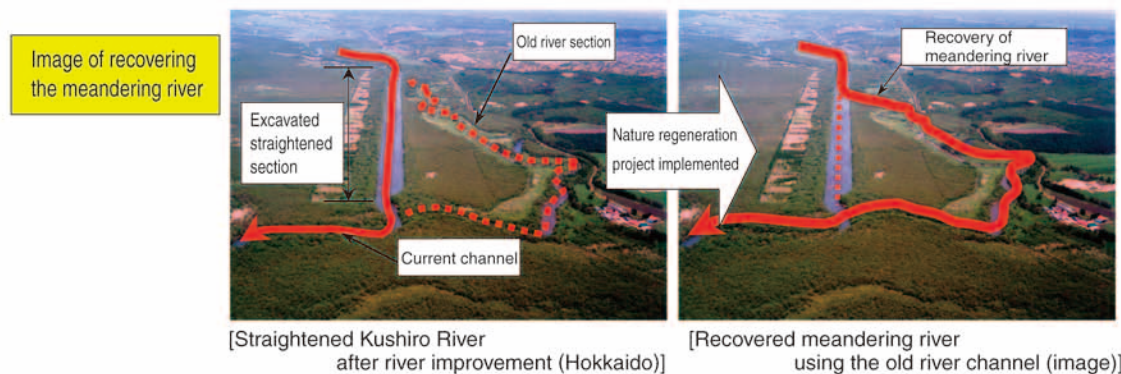 Image of recovering
the meandering river
Old river section
Excavated
straightened
section
Current channel
Nature regeneration
project implemented
Recovery of
meandering river
[Straightened Kushiro River
after river improvement (Hokkaido)]
[Recovered meandering river
using the old river channel (image)]